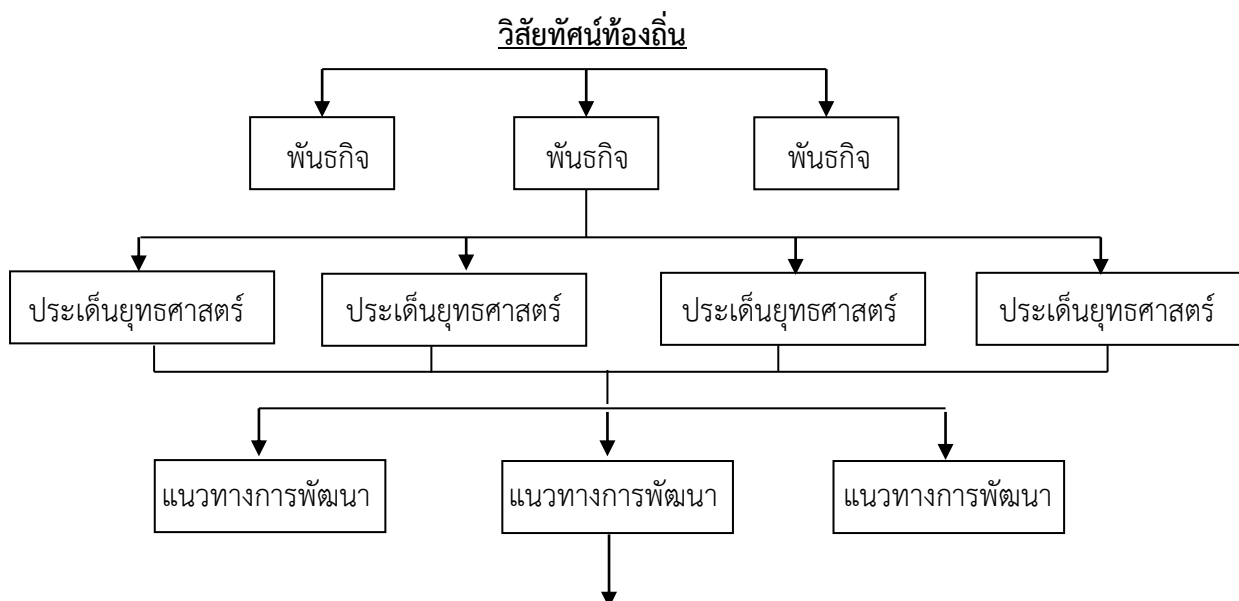 วิสัยทัศน์ท้องถิ่น
พันธกิจ
พันธกิจ
พันธกิจ
ประเด็นยุทธศาสตร์
ประเด็นยุทธศาสตร์
ประเด็นยุทธศาสตร์
ประเด็นยุทธศาสตร์
แนวทางการพัฒนา
แนวทางการพัฒนา
แนวทางการพัฒนา